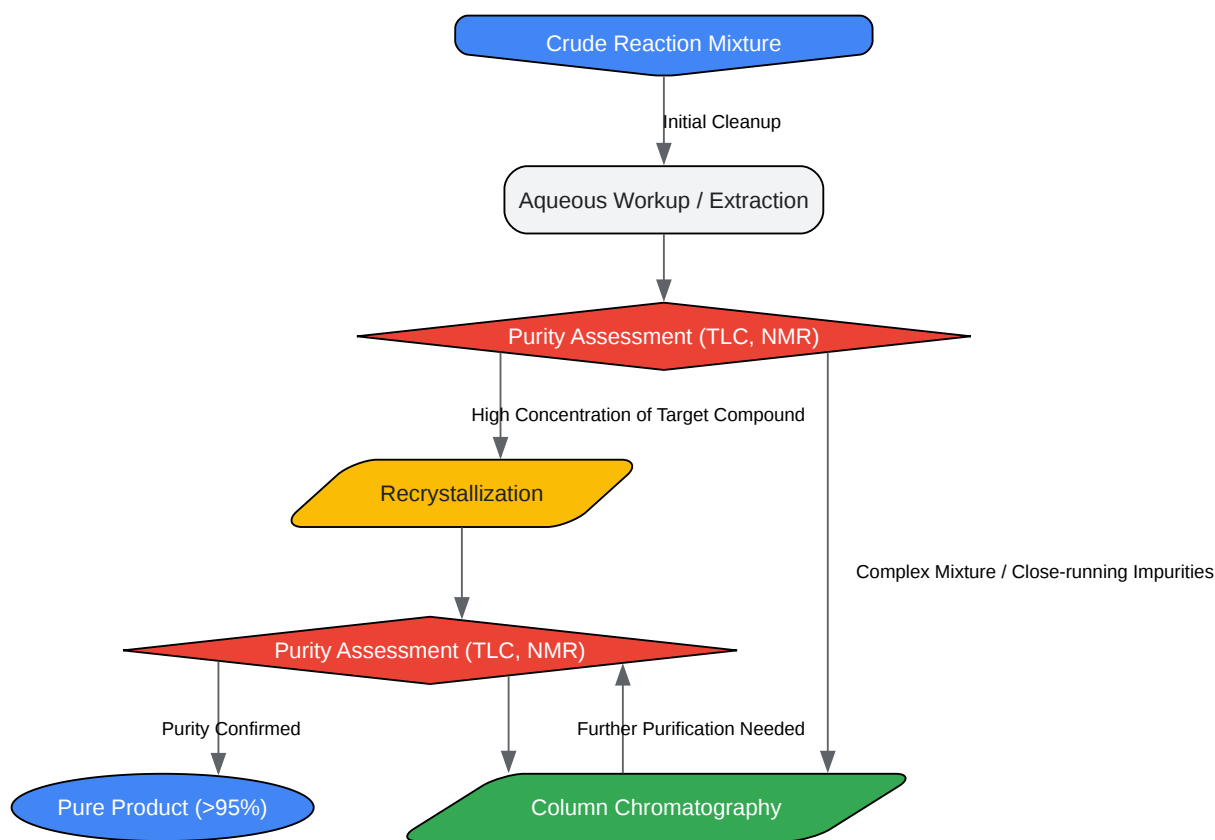 Crude Reaction Mixture
Initial Cleanup
Aqueous Workup / Extraction
Purity Assessment (TLC, NMR)
High Concentration of Target Compound
Recrystallization
Complex Mixture / Close-running Impurities
Purity Assessment (TLC, NMR)
Purity Confirmed
Further Purification Needed
Pure Product (>95%)
Column Chromatography